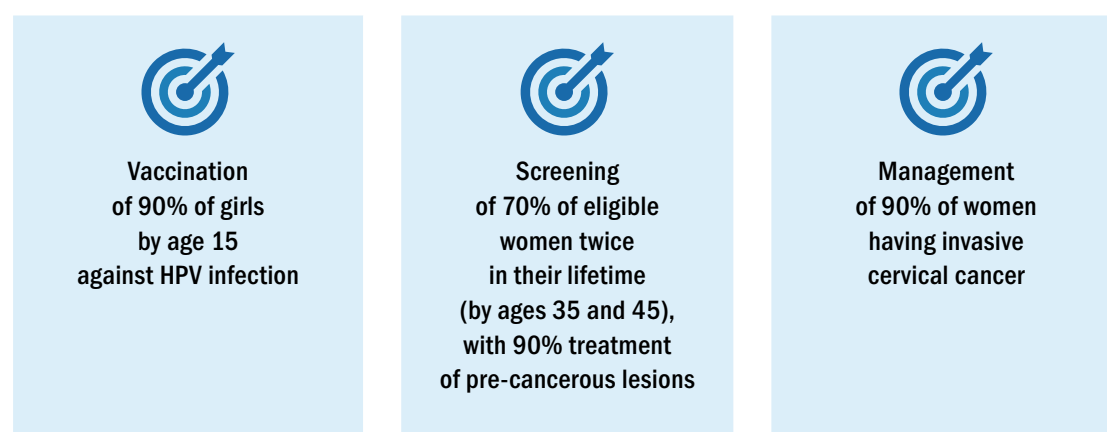 Vaccination
of 90% of girls
by age 15
against HPV infection
Screening
of 70% of eligible
women twice
in their lifetime
(by ages 35 and 45),
with 90% treatment
of pre-cancerous lesions
Management
of 90% of women
having invasive
cervical cancer